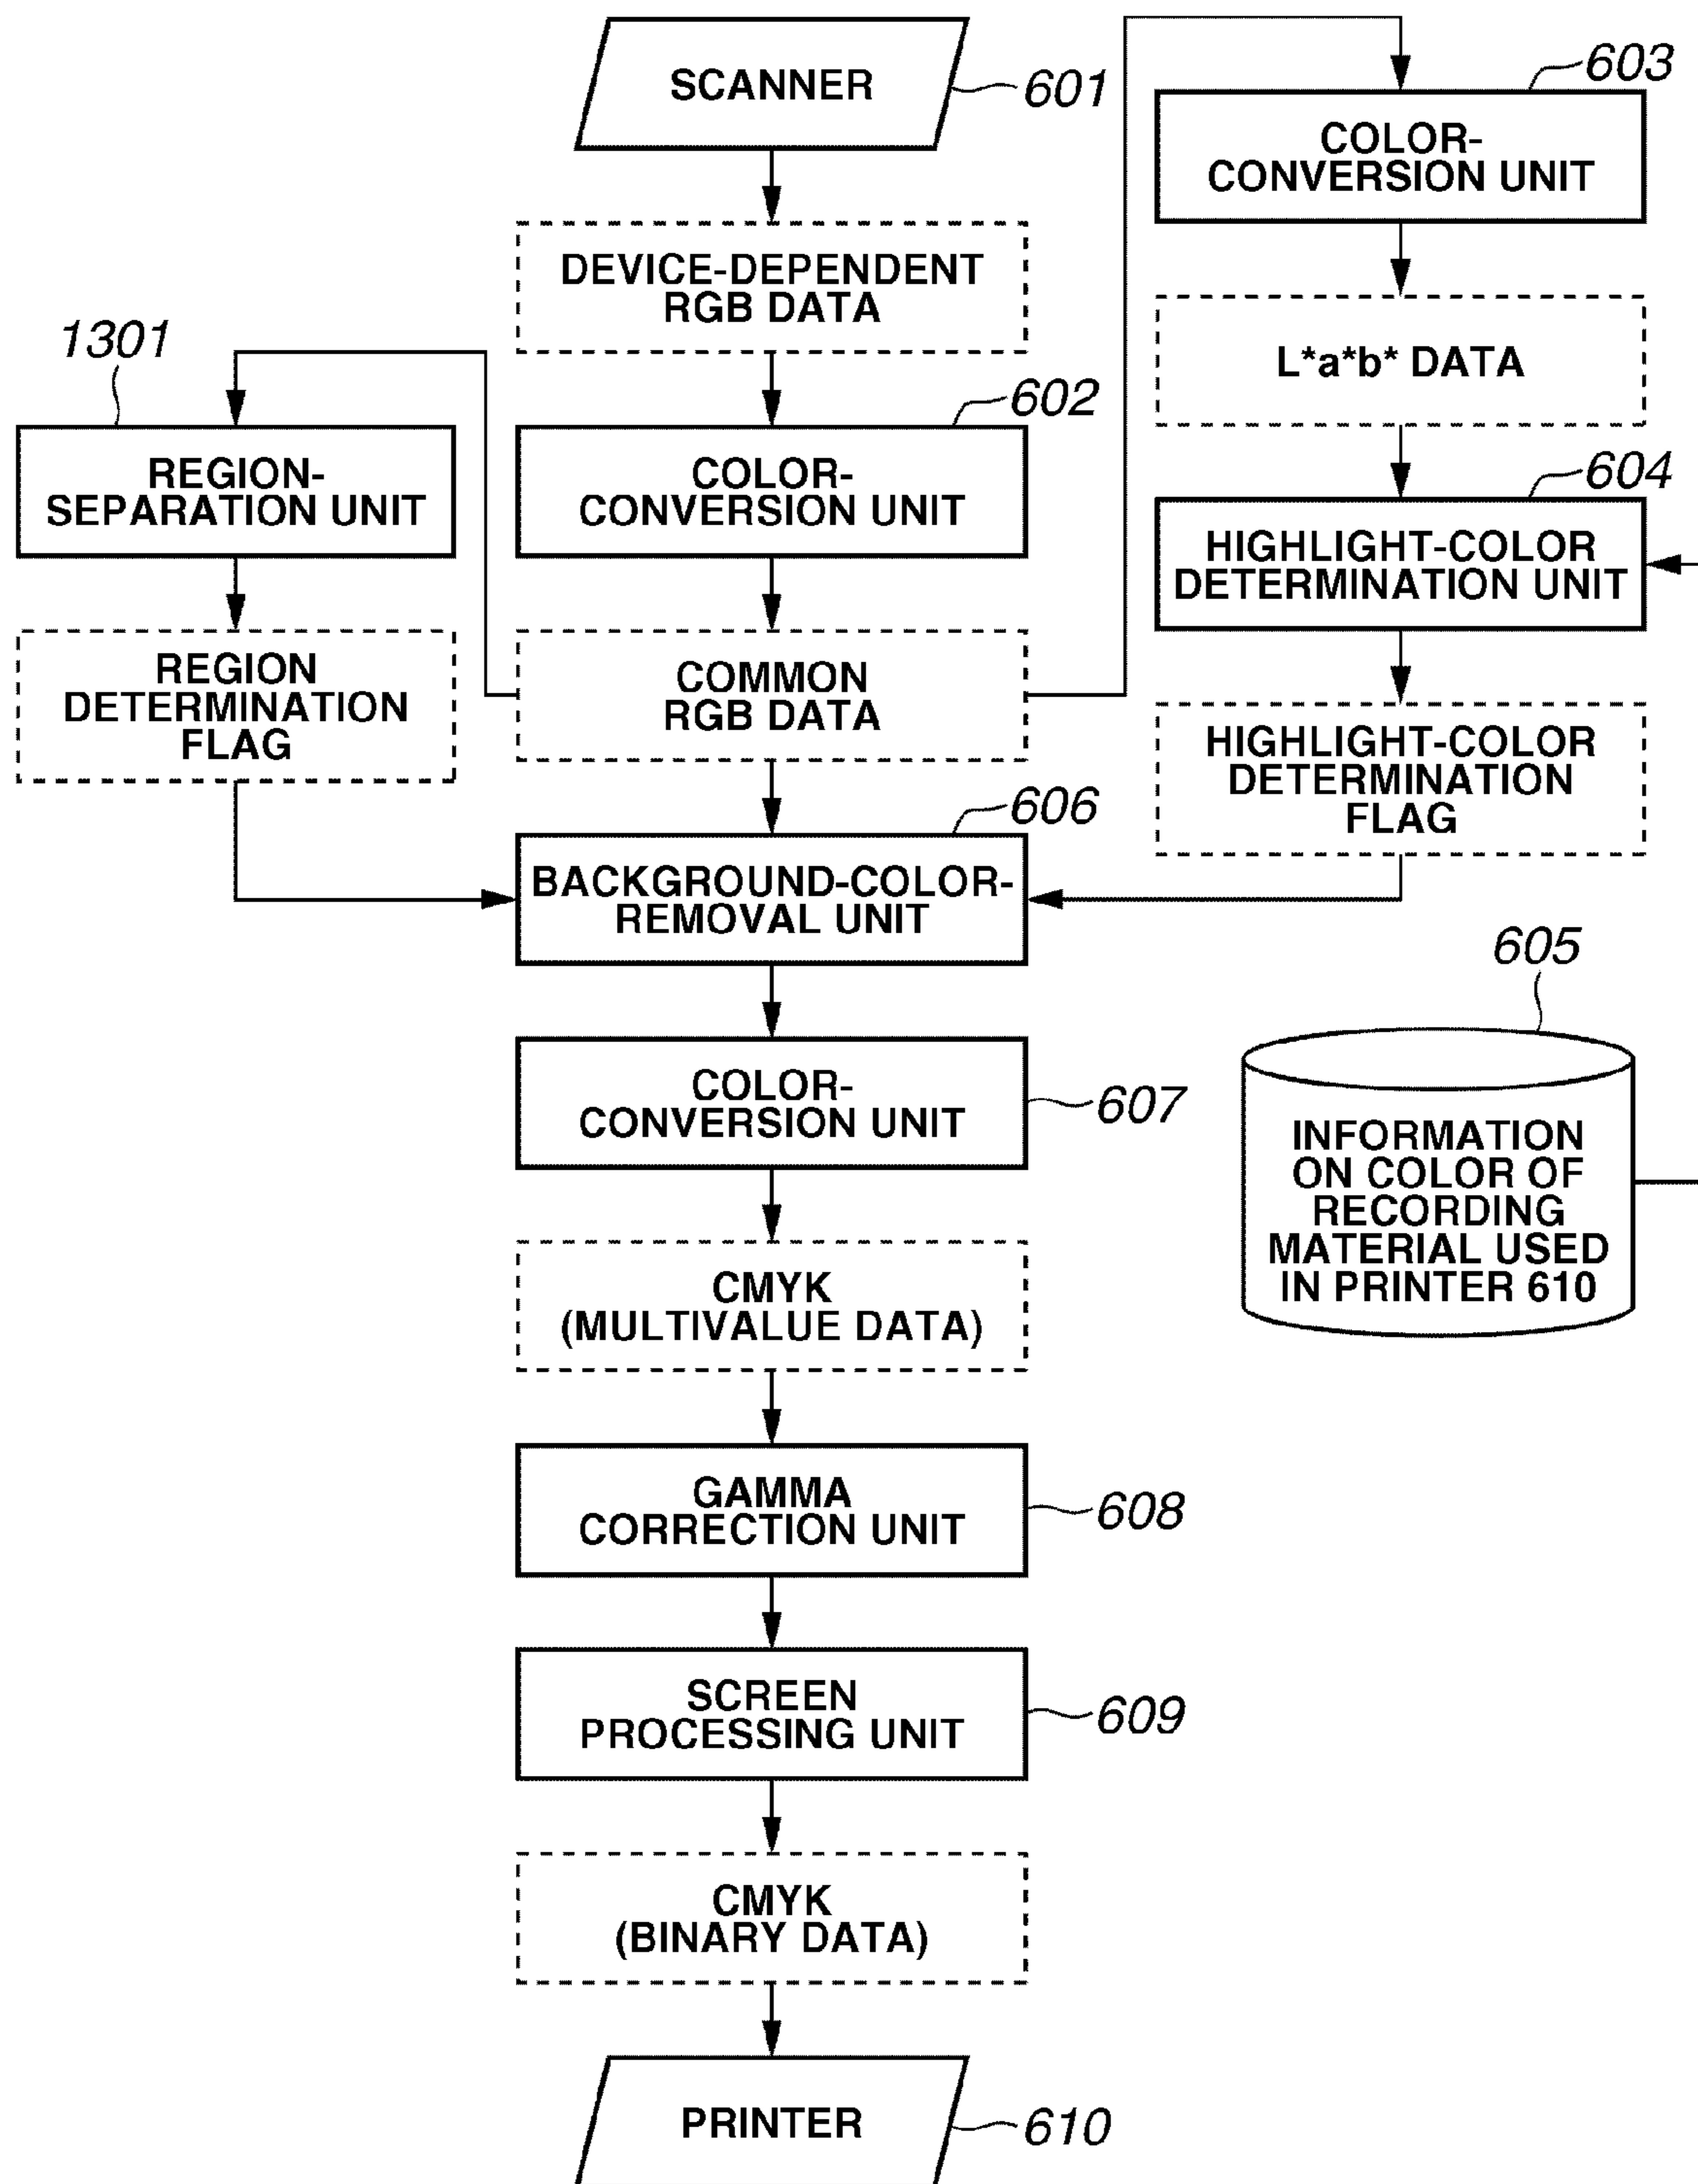 SCANNER
601
603
COLOR-
CONVERSION UNIT
DEVICE-DEPENDENT
RGB DATA
1301
L*a*b* DATA
602
REGION-
SEPARATION UNIT
COLOR-
CONVERSION UNIT
604
HIGHLIGHT-COLOR
DETERMINATION UNIT
REGION
DETERMINATION
FLAG
COMMON
RGB DATA
HIGHLIGHT-COLOR
DETERMINATION
FLAG
606
BACKGROUND-COLOR-
REMOVAL UNIT
605
COLOR-
CONVERSION UNIT
607
INFORMATION
ON COLOR OF
RECORDING
MATERIAL USED
IN PRINTER 610
CMYK
(MULTIVALUE DATA)
GAMMA
CORRECTION UNIT
608
SCREEN
PROCESSING UNIT
609
CMYK
(BINARY DATA)
PRINTER
610